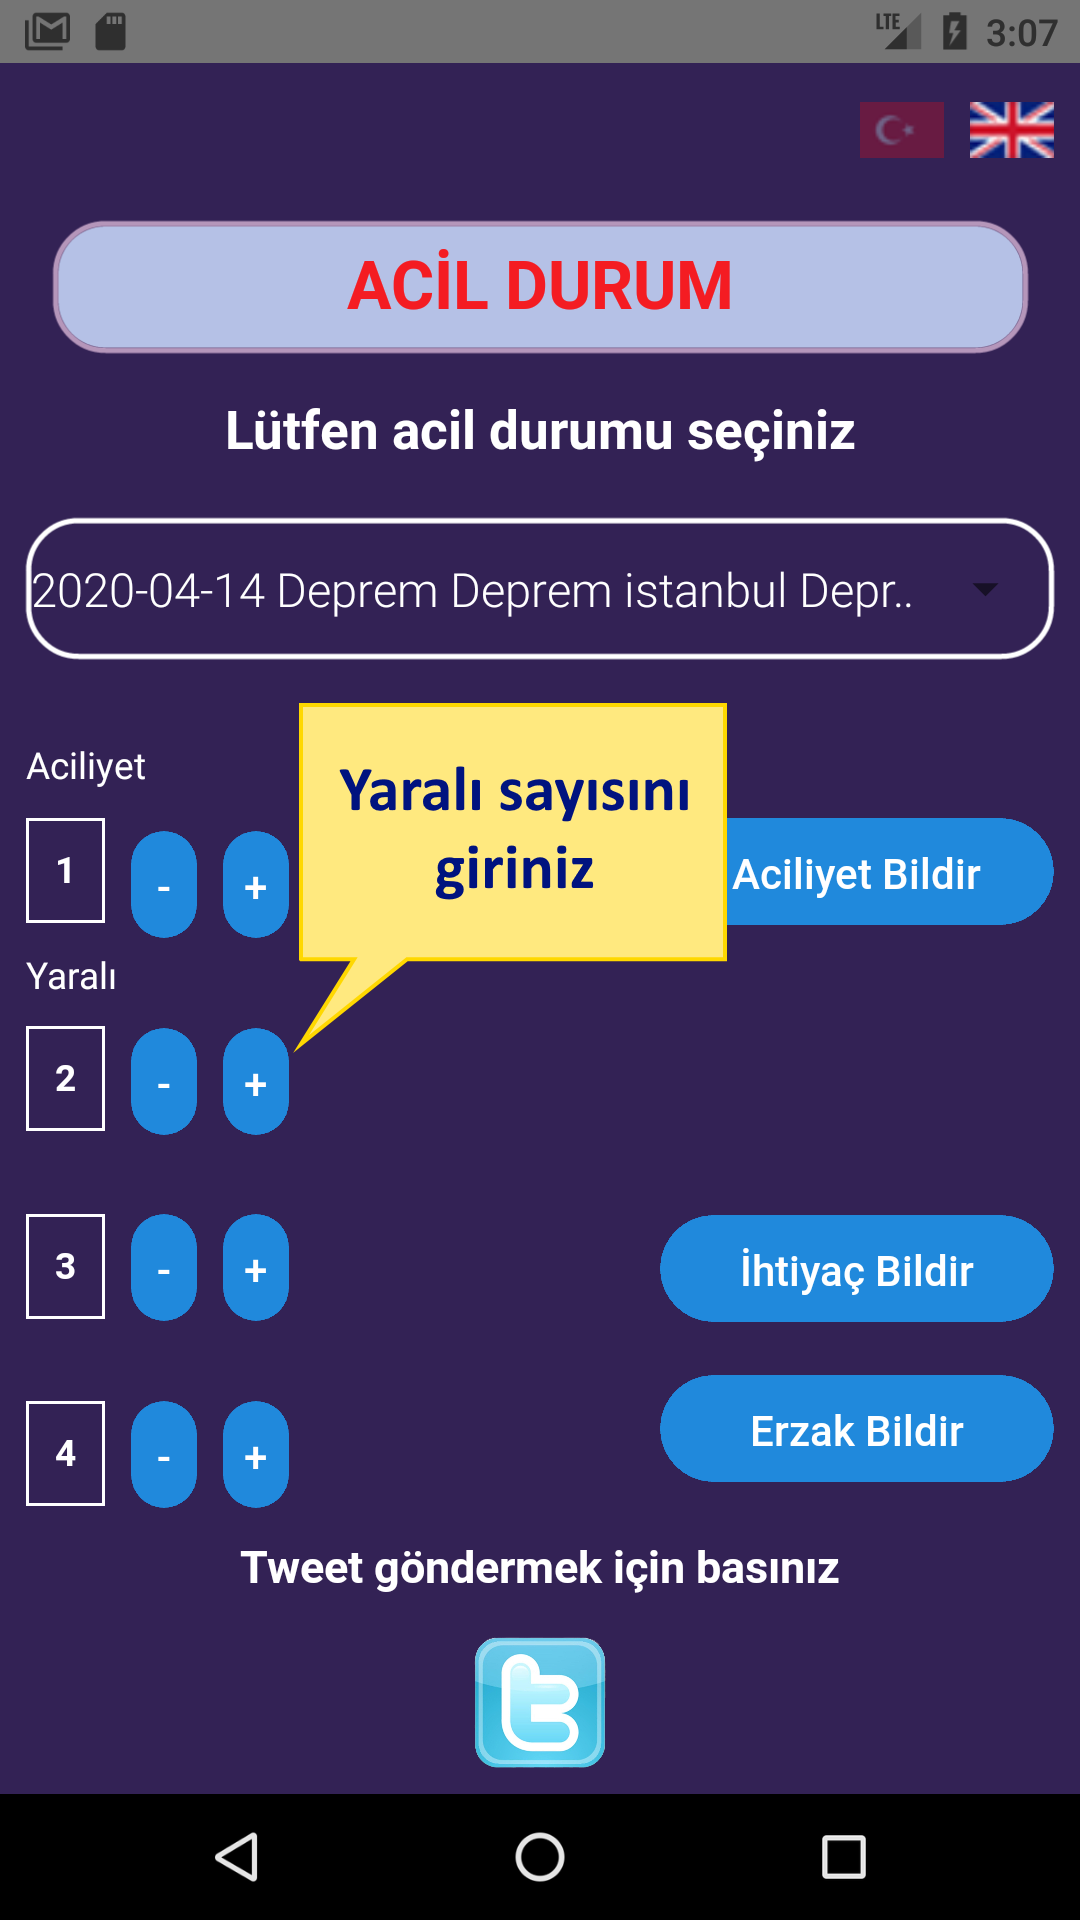 LTE 3:07
ACİL DURUM
Lütfen acil durumu seçiniz
2020-04-14 Deprem Deprem istanbul Depr..
Aciliyet
Yaralı sayısını
giriniz
1 - + Aciliyet Bildir
Yaralı
2 - +
3 - + İhtiyaç Bildir
4 - + Erzak Bildir
Tweet göndermek için basınız
t